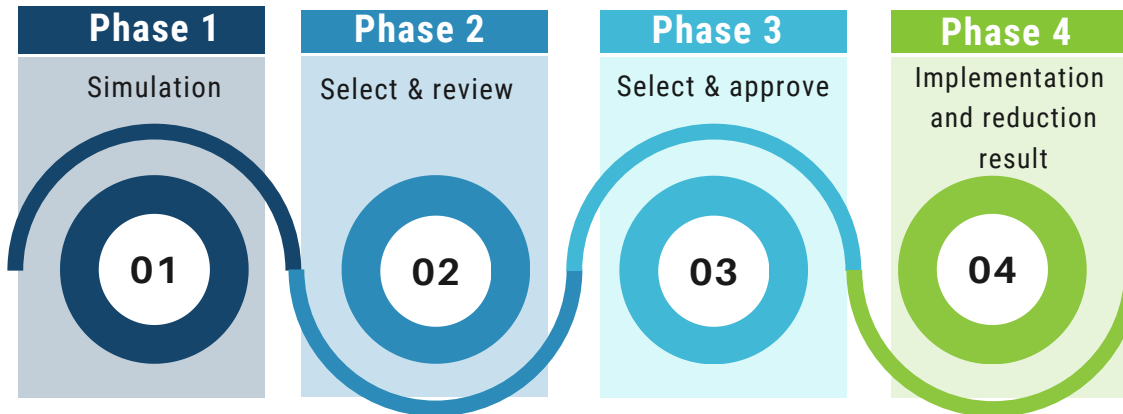 Phase 1
Simulation
01
Phase 2
Select & review
02
Phase 3
Select & approve
03
Phase 4
Implementation
and reduction
result
04